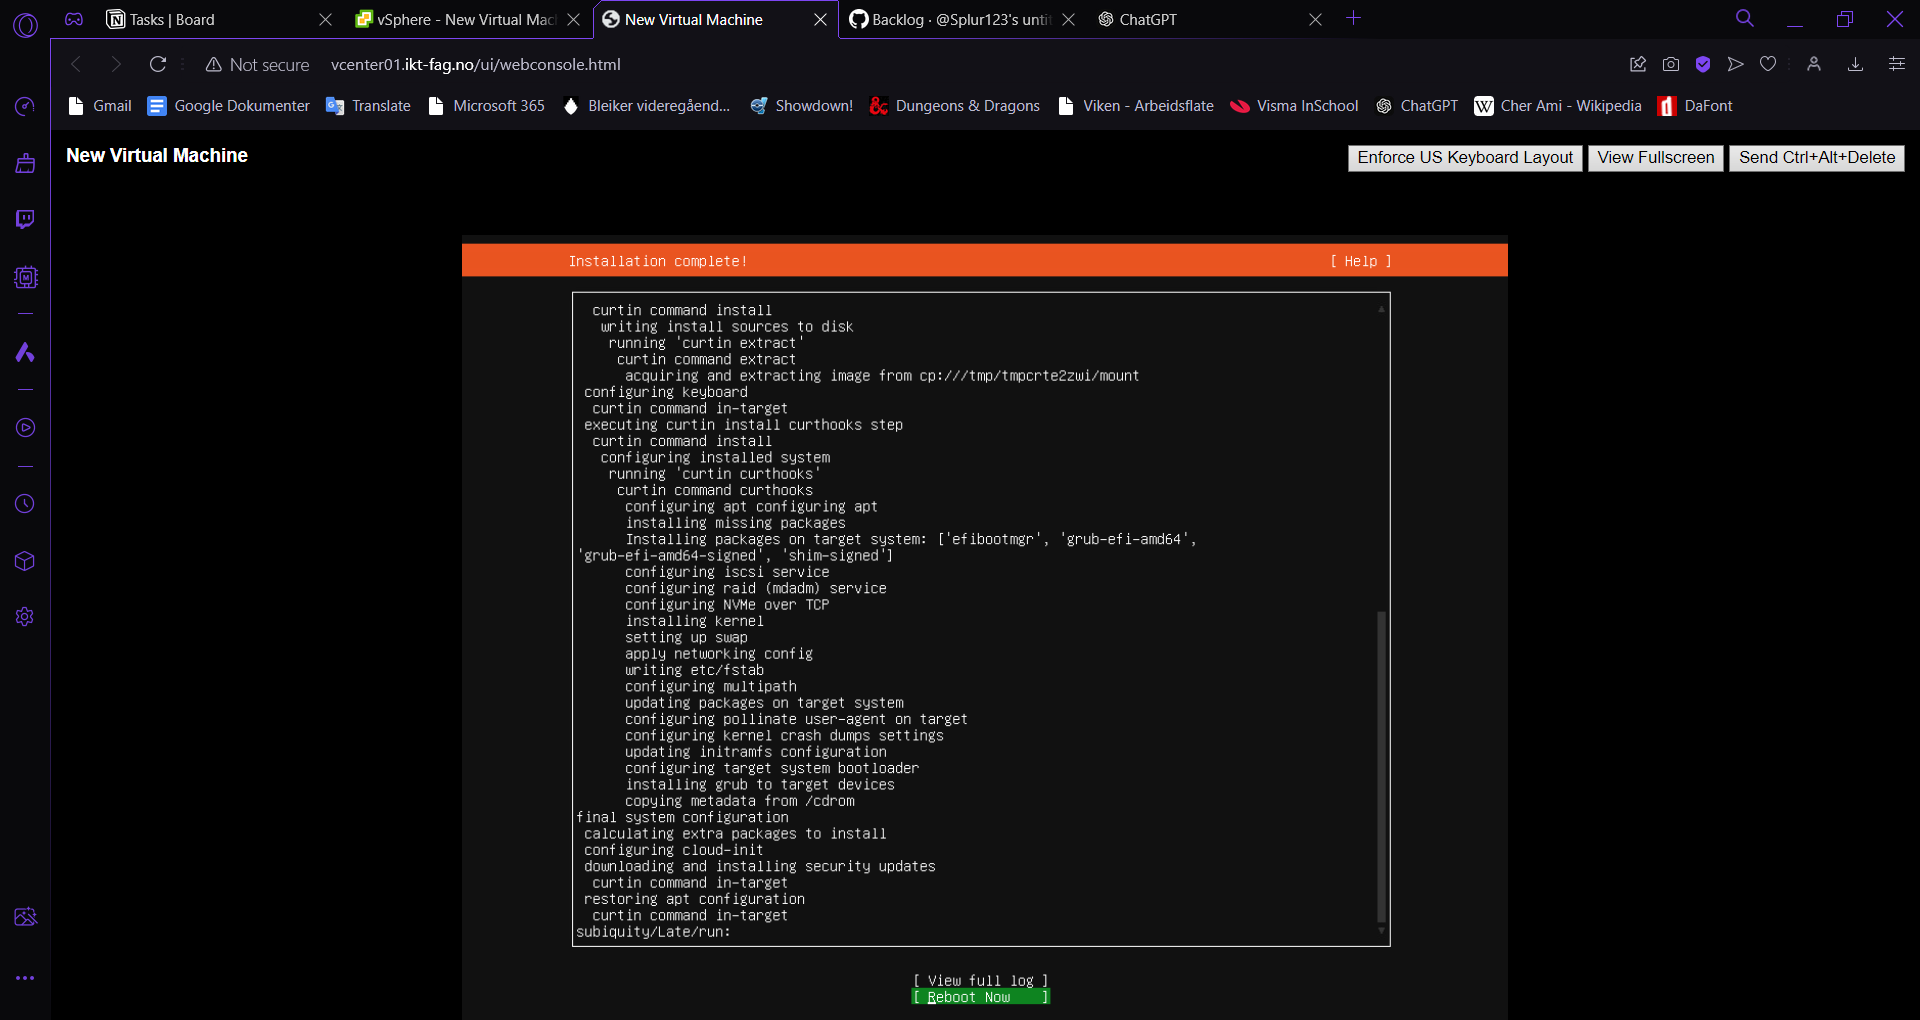 Tasks | Board
vSphere - New Virtual Mac
New Virtual Machine
Backlog · @Splur123's unti
ChatGPT
Not secure
vcenter01.ikt-fag.no/ui/webconsole.html
Gmail
Google Dokumenter
Translate
Microsoft 365
Bleiker videregåend...
Showdown!
Dungeons & Dragons
Viken - Arbeidsflate
Visma InSchool
ChatGPT
Cher Ami - Wikipedia
DaFont
New Virtual Machine
Enforce US Keyboard Layout
View Fullscreen
Send Ctrl+Alt+Delete
Installation complete!
[ Help ]
curtin command install
writing install sources to disk
running 'curtin extract'
curtin command extract
acquiring and extracting image from cp:///tmp/tmpcrte2zwi/mount
configuring keyboard
curtin command in-target
executing curtin install curthooks step
curtin command install
configuring installed system
running 'curtin curthooks'
curtin command curthooks
configuring apt configuring apt
installing missing packages
Installing packages on target system: ['efibootmgr', 'grub-efi-amd64',
'grub-efi-amd64-signed', 'shim-signed']
configuring iscsi service
configuring raid (mdadm) service
configuring NVMe over TCP
installing kernel
setting up swap
apply networking config
writing etc/fstab
configuring multipath
updating packages on target system
configuring pollinate user-agent on target
configuring kernel crash dumps settings
updating initramfs configuration
configuring target system bootloader
installing grub to target devices
copying metadata from /cdrom
final system configuration
calculating extra packages to install
configuring cloud-init
downloading and installing security updates
curtin command in-target
restoring apt configuration
curtin command in-target
subiquity/Late/run:
[ View full log ]
[ Reboot Now ]